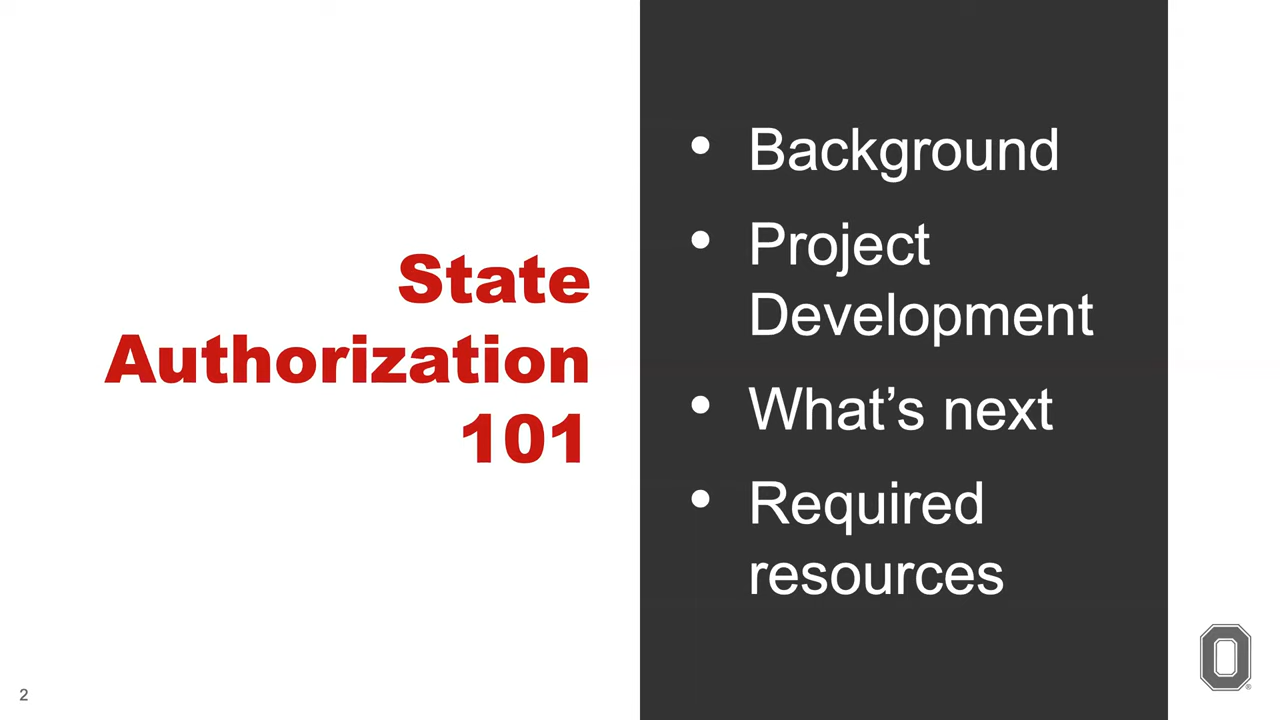 State
Authorization
101
• Background
• Project
Development
• What’s next
• Required
resources
2
O
®